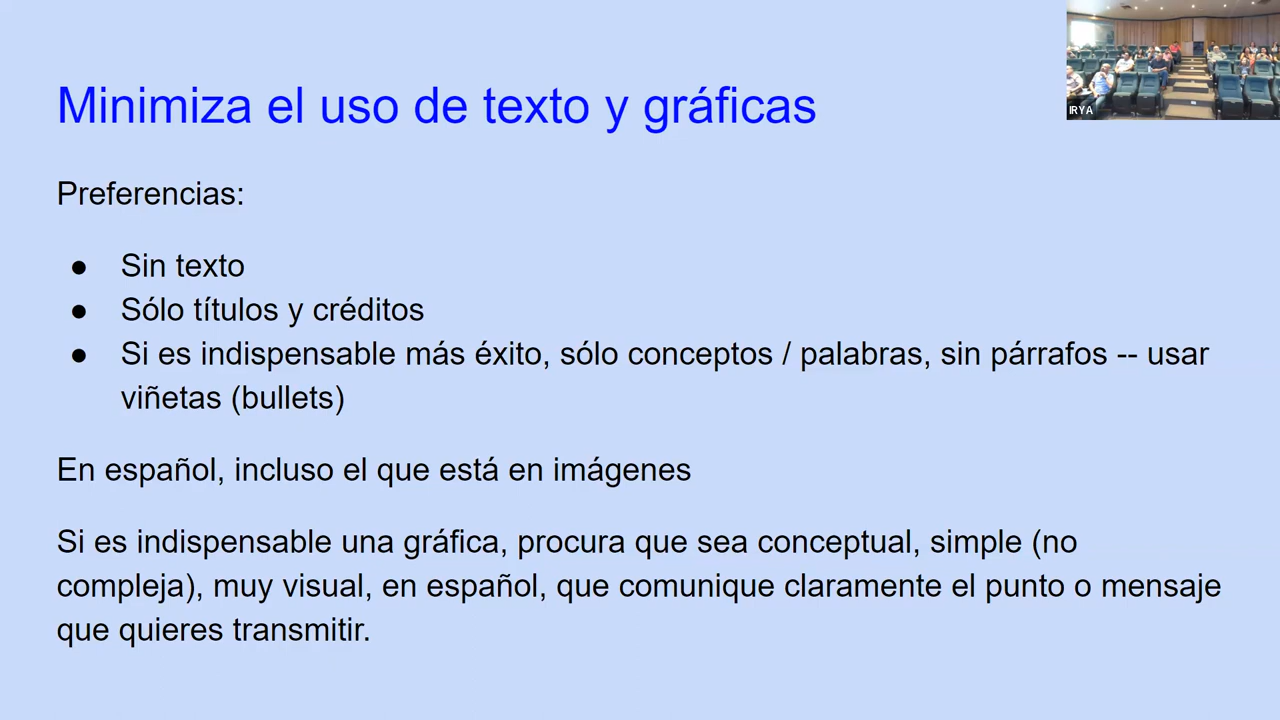 Minimiza el uso de texto y gráficas
IRYA
Preferencias:
● Sin texto
● Sólo títulos y créditos
● Si es indispensable más éxito, sólo conceptos / palabras, sin párrafos -- usar
viñetas (bullets)
En español, incluso el que está en imágenes
Si es indispensable una gráfica, procura que sea conceptual, simple (no
compleja), muy visual, en español, que comunique claramente el punto o mensaje
que quieres transmitir.